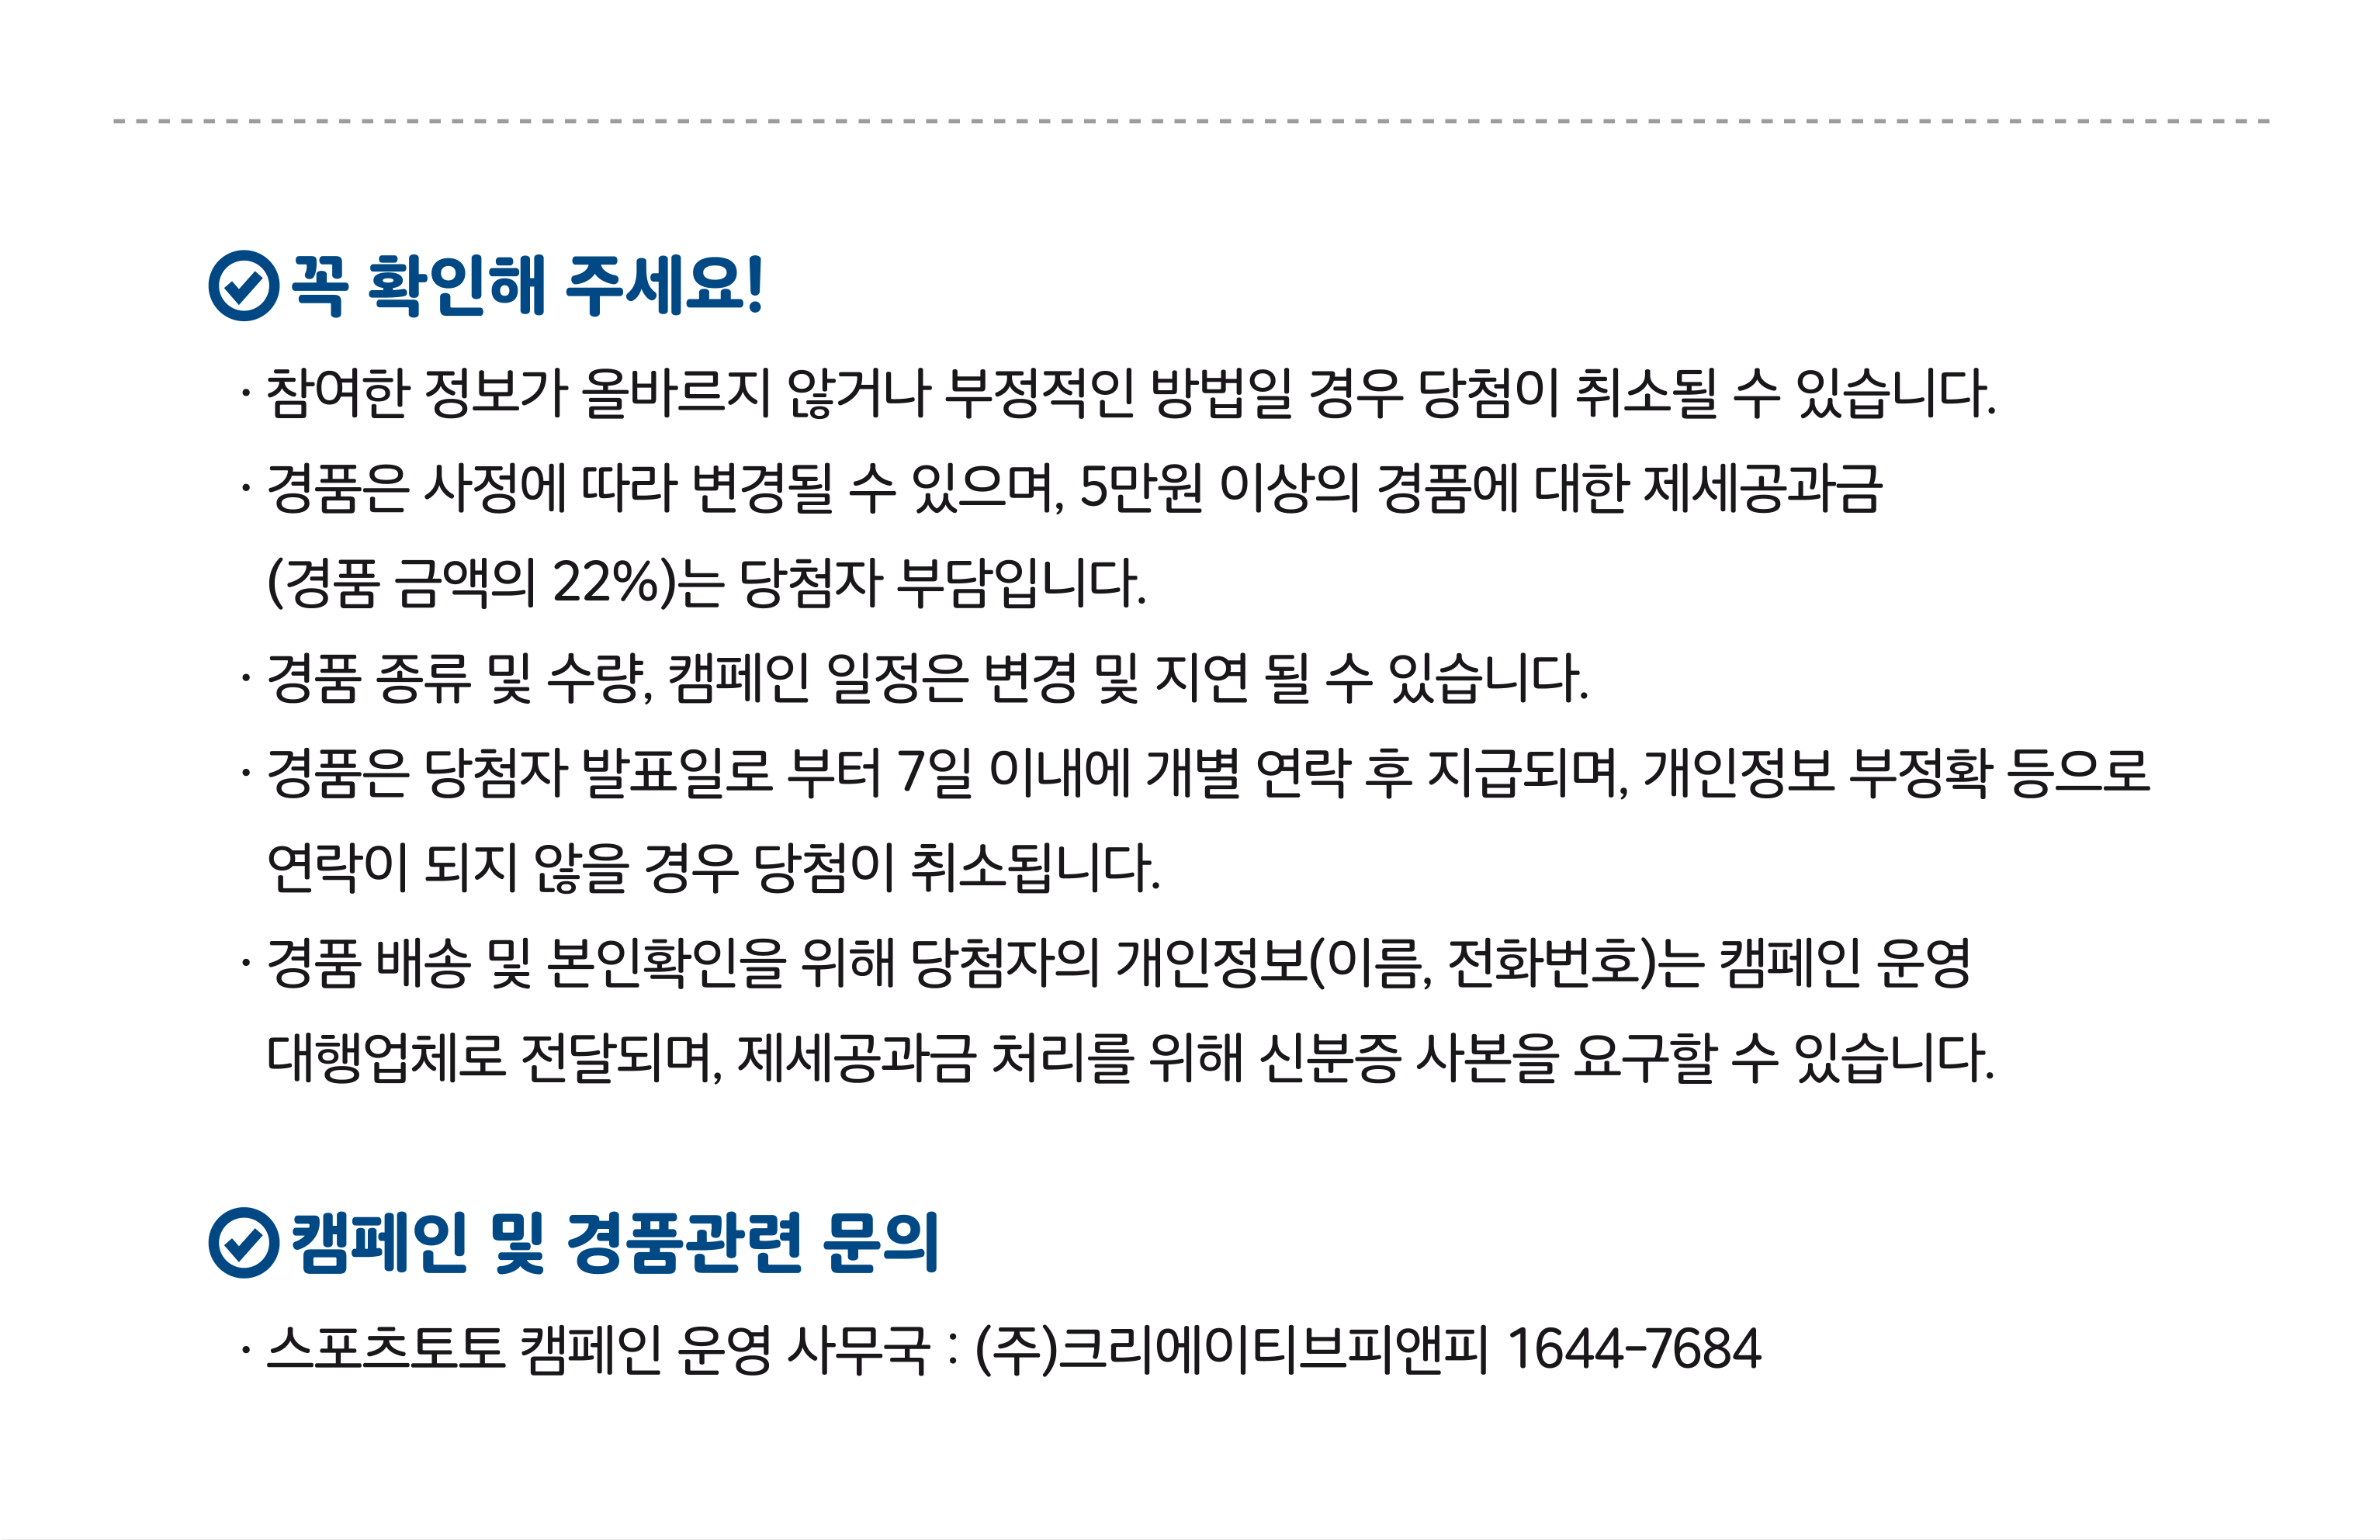 꼭 확인해 주세요!
· 참여한 정보가 올바르지 않거나 부정적인 방법일 경우 당첨이 취소될 수 있습니다.
· 경품은 사정에 따라 변경될 수 있으며, 5만원 이상의 경품에 대한 제세공과금
(경품 금액의 22%)는 당첨자 부담입니다.
· 경품 종류 및 수량, 캠페인 일정은 변경 및 지연 될 수 있습니다.
· 경품은 당첨자 발표일로 부터 7일 이내에 개별 연락 후 지급되며, 개인정보 부정확 등으로
연락이 되지 않을 경우 당첨이 취소됩니다.
· 경품 배송 및 본인확인을 위해 당첨자의 개인정보(이름, 전화번호)는 캠페인 운영
대행업체로 전달되며, 제세공과금 처리를 위해 신분증 사본을 요구할 수 있습니다.
캠페인 및 경품관련 문의
· 스포츠토토 캠페인 운영 사무국 : (주)크리에이티브컴앤피 1644-7684